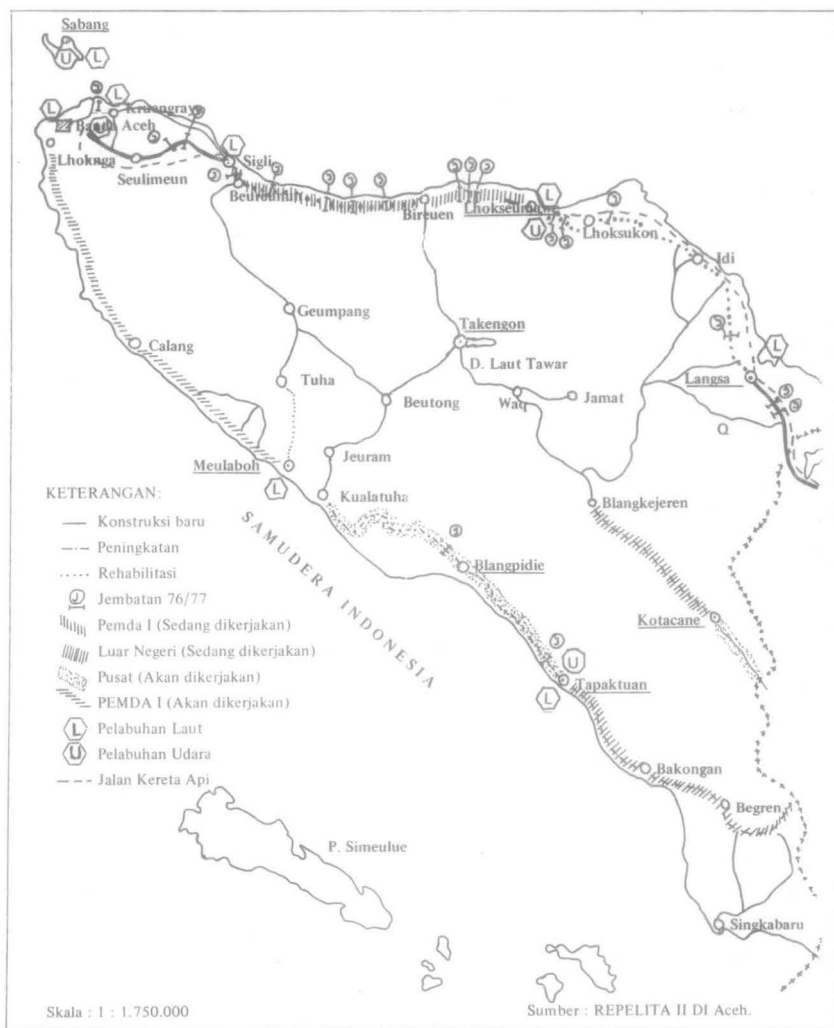 Sabang
U L
L
L
Kruangraya
Banda Aceh
Lhoknga
Seulimeun
L
Sigli
Beureunun
Bireuen
L
Lhokseumawe
U
Lhoksukon
Idi
Geumpang
Takengon
D. Laut Tawar
Calang
L
Langsa
Tuha
Beutong
Waq
Jamat
Q
Jeuram
Meulaboh
L
Kualatuha
Blangkejeren
KETERANGAN:
Konstruksi baru
Peningkatan
Rehabilitasi
J Jembatan 76/77
Pemda I (Sedang dikerjakan)
Luar Negeri (Sedang dikerjakan)
Pusat (Akan dikerjakan)
PEMDA I (Akan dikerjakan)
L Pelabuhan Laut
U Pelabuhan Udara
Jalan Kereta Api
SAMUDERA INDONESIA
Blangpidie
Kotacane
U
Tapaktuan
L
Bakongan
Begren
P. Simeulue
Singkabaru
Skala : 1 : 1.750.000
Sumber : REPELITA II DI Aceh.